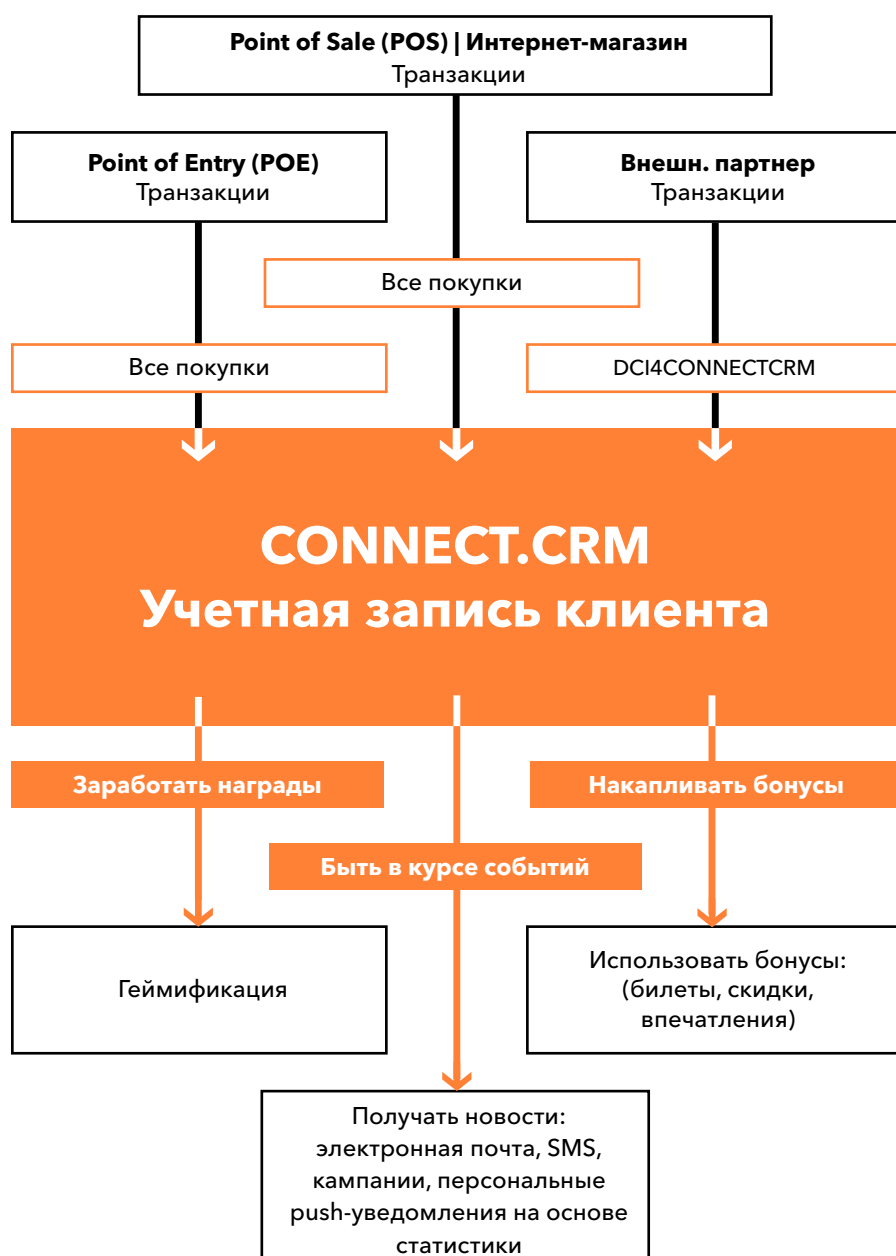 Point of Sale (POS) | Интернет-магазин
Транзакции
Point of Entry (POE)
Транзакции
Внешн. партнер
Транзакции
Все покупки
Все покупки
DCI4CONNECTCRM
CONNECT.CRM
Учетная запись клиента
Заработать награды
Накапливать бонусы
Быть в курсе событий
Геймификация
Использовать бонусы:
(билеты, скидки,
впечатления)
Получать новости:
электронная почта, SMS,
кампании, персональные
push-уведомления на основе
статистики